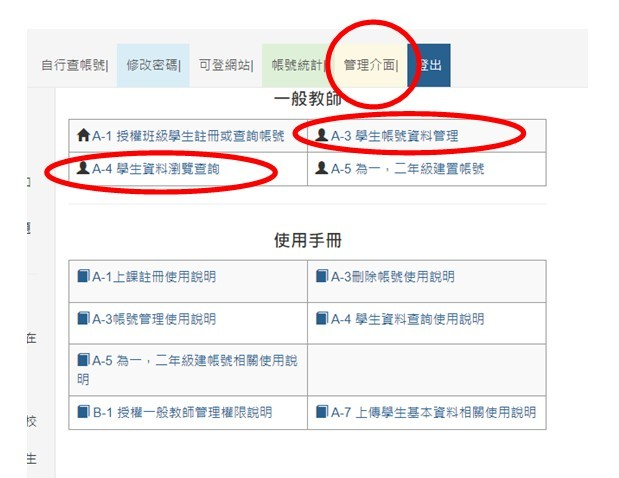 自行查帳號| 修改密碼| 可登網站| 帳號統計| 管理介面| 登出
一般教師
A-1 授權班級學生註冊或查詢帳號 A-3 學生帳號資料管理
A-4 學生資料瀏覽查詢 A-5 為一，二年級建置帳號
使用手冊
A-1上課註冊使用說明 A-3刪除帳號使用說明
A-3帳號管理使用說明 A-4 學生資料查詢使用說明
在
A-5 為一，二年級建帳號相關使用說
明
B-1 授權一般教師管理權限說明 A-7 上傳學生基本資料相關使用說明
校
生